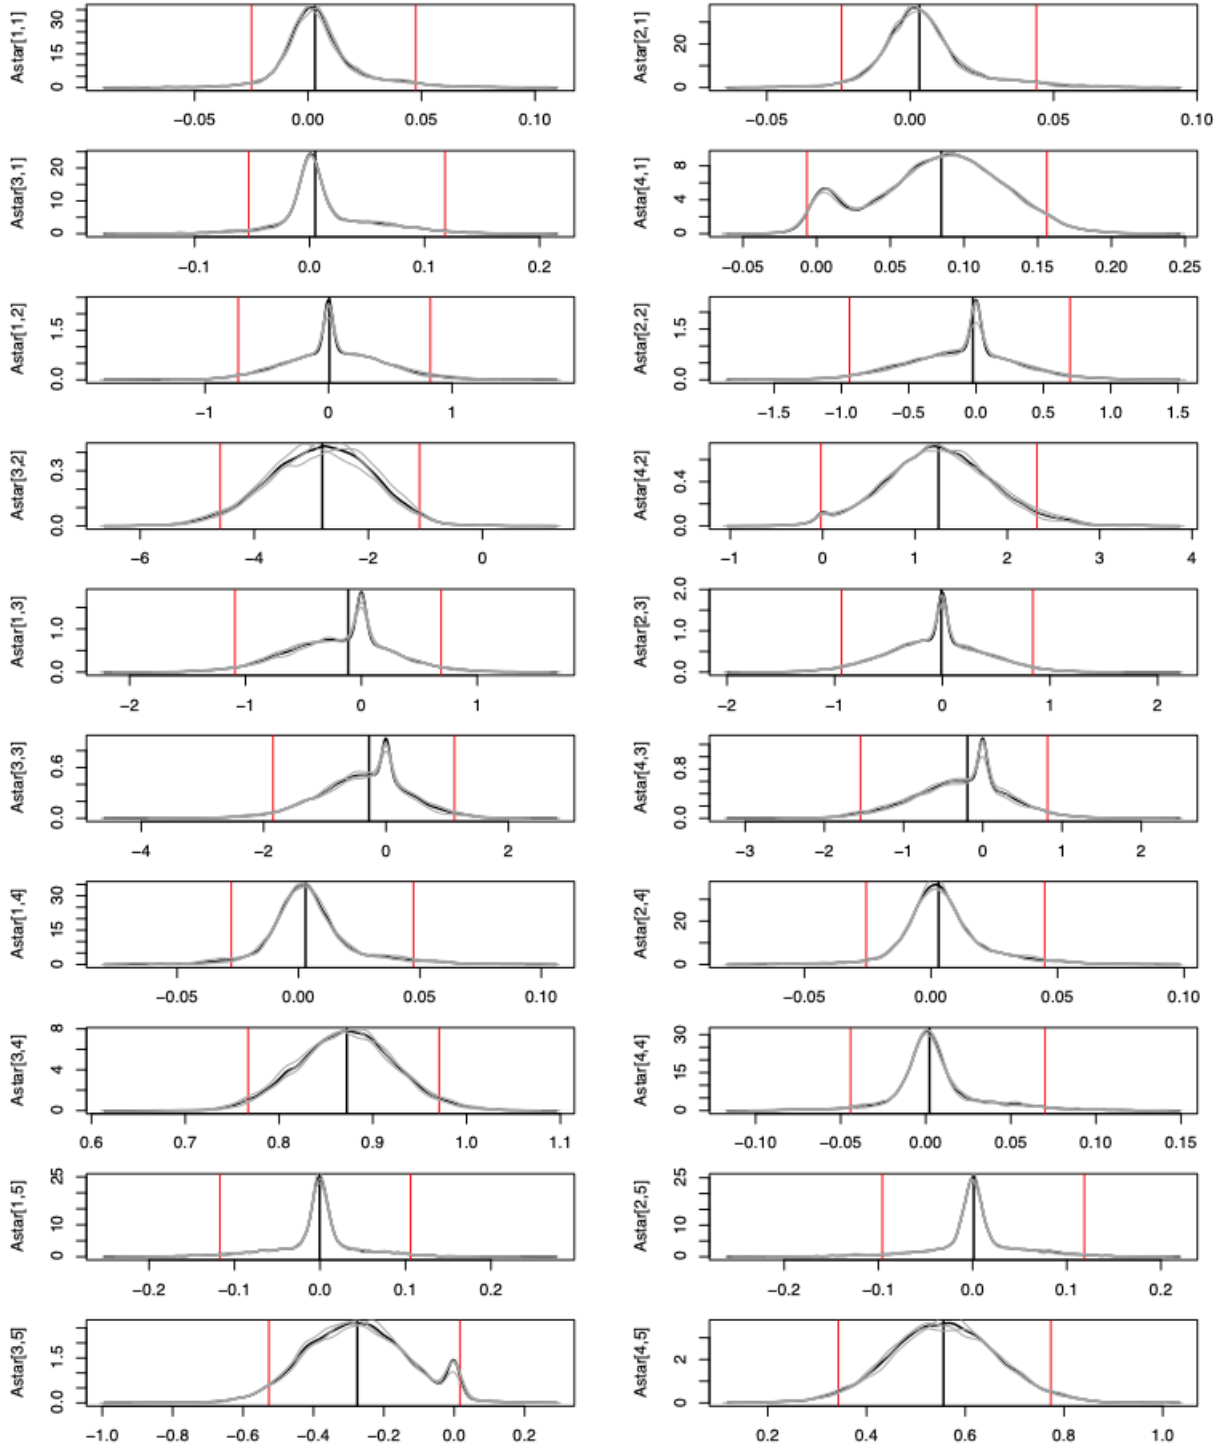 Astar[1,1]
0 15 30
−0.05 0.00 0.05 0.10
Astar[2,1]
0 20
−0.05 0.00 0.05 0.10
Astar[3,1]
0 10 20
−0.1 0.0 0.1 0.2
Astar[4,1]
0 4 8
−0.05 0.00 0.05 0.10 0.15 0.20 0.25
Astar[1,2]
0.0 1.5
−1 0 1
Astar[2,2]
0.0 1.5
−1.5 −1.0 −0.5 0.0 0.5 1.0 1.5
Astar[3,2]
0.0 0.3
−6 −4 −2 0
Astar[4,2]
0.0 0.4
−1 0 1 2 3 4
Astar[1,3]
0.0 1.0
−2 −1 0 1
Astar[2,3]
0.0 1.0 2.0
−2 −1 0 1 2
Astar[3,3]
0.0 0.6
−4 −2 0 2
Astar[4,3]
0.0 0.8
−3 −2 −1 0 1 2
Astar[1,4]
0 15 30
−0.05 0.00 0.05 0.10
Astar[2,4]
0 20
−0.05 0.00 0.05 0.10
Astar[3,4]
0 4 8
0.6 0.7 0.8 0.9 1.0 1.1
Astar[4,4]
0 15 30
−0.10 −0.05 0.00 0.05 0.10 0.15
Astar[1,5]
0 10 25
−0.2 −0.1 0.0 0.1 0.2
Astar[2,5]
0 10 25
−0.2 −0.1 0.0 0.1 0.2
Astar[3,5]
0.0 1.5
−1.0 −0.8 −0.6 −0.4 −0.2 0.0 0.2
Astar[4,5]
0 2
0.2 0.4 0.6 0.8 1.0